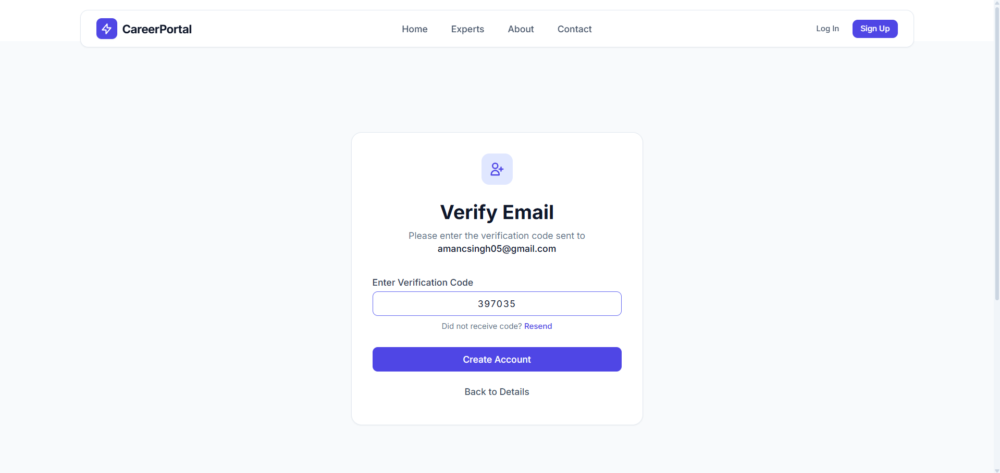 CareerPortal
Home Experts About Contact
Log In Sign Up
Verify Email
Please enter the verification code sent to
amancsingh05@gmail.com
Enter Verification Code
397035
Did not receive code? Resend
Create Account
Back to Details